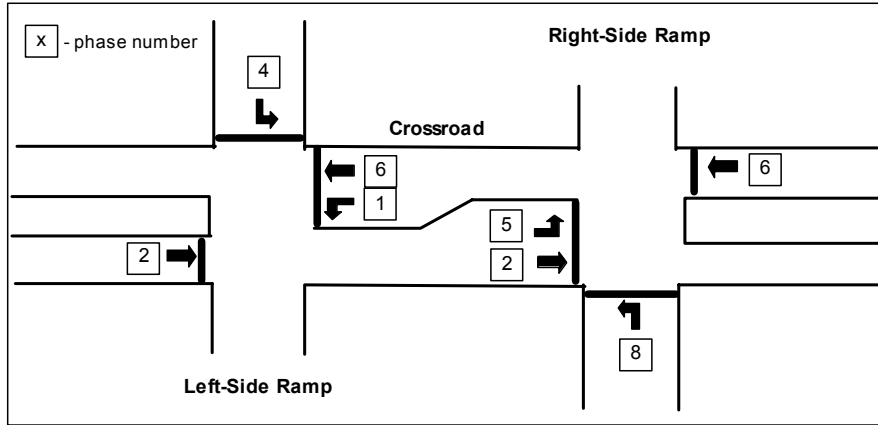 x - phase number
Right-Side Ramp
4
Crossroad
6
6
1
5
2
2
8
Left-Side Ramp